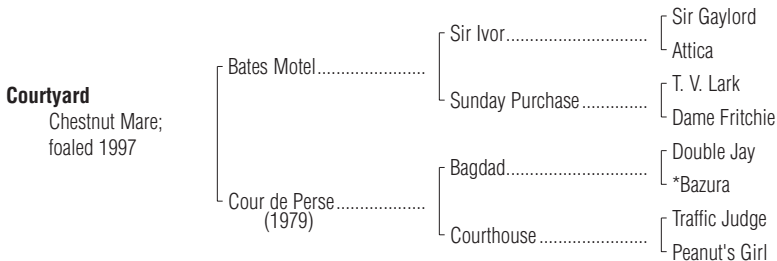 Courtyard
Chestnut Mare;
foaled 1997
Bates Motel......................
Cour de Perse..................
(1979)
Sir Ivor.............................
Sunday Purchase .............
Bagdad.............................
Courthouse ......................
Sir Gaylord
Attica
T. V. Lark
Dame Fritchie
Double Jay
*Bazura
Traffic Judge
Peanut's Girl